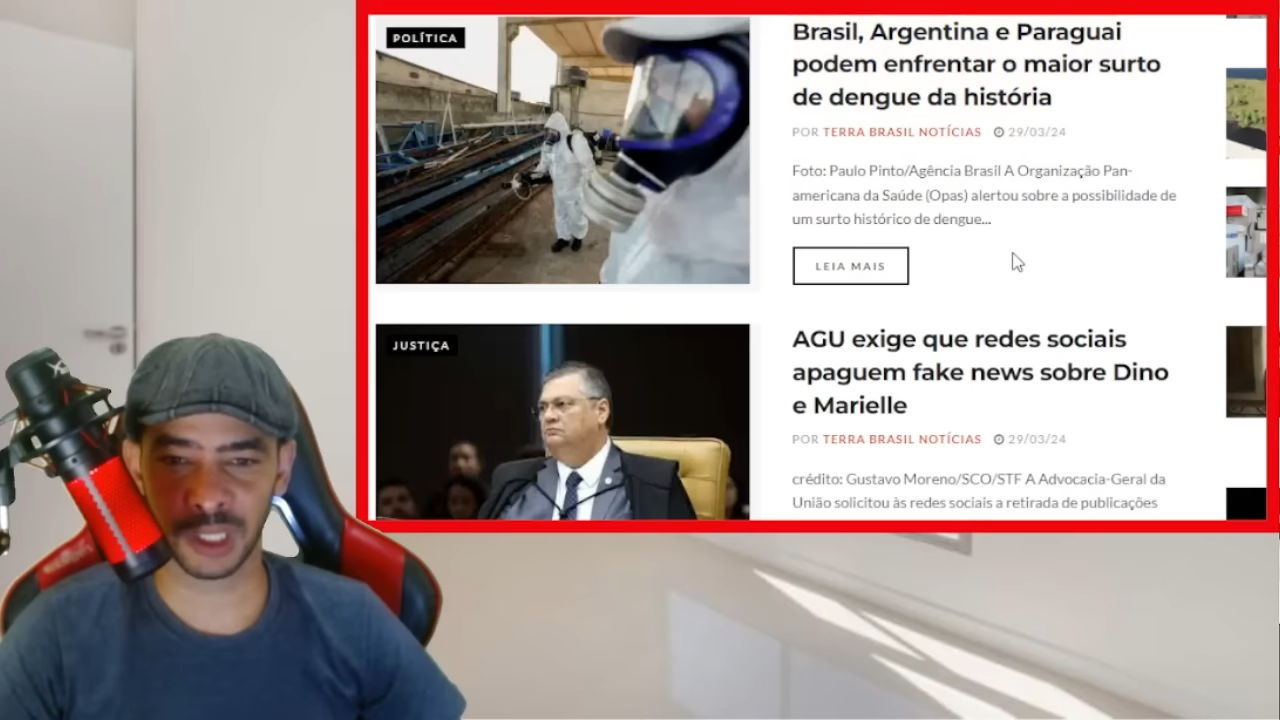 POLÍTICA
Brasil, Argentina e Paraguai
podem enfrentar o maior surto
de dengue da história
POR TERRA BRASIL NOTÍCIAS 29/03/24
Foto: Paulo Pinto/Agência Brasil A Organização Pan-
americana da Saúde (Opas) alertou sobre a possibilidade de
um surto histórico de dengue...
LEIA MAIS
JUSTIÇA
AGU exige que redes sociais
apaguem fake news sobre Dino
e Marielle
POR TERRA BRASIL NOTÍCIAS 29/03/24
crédito: Gustavo Moreno/SCO/STF A Advocacia-Geral da
União solicitou às redes sociais a retirada de publicações